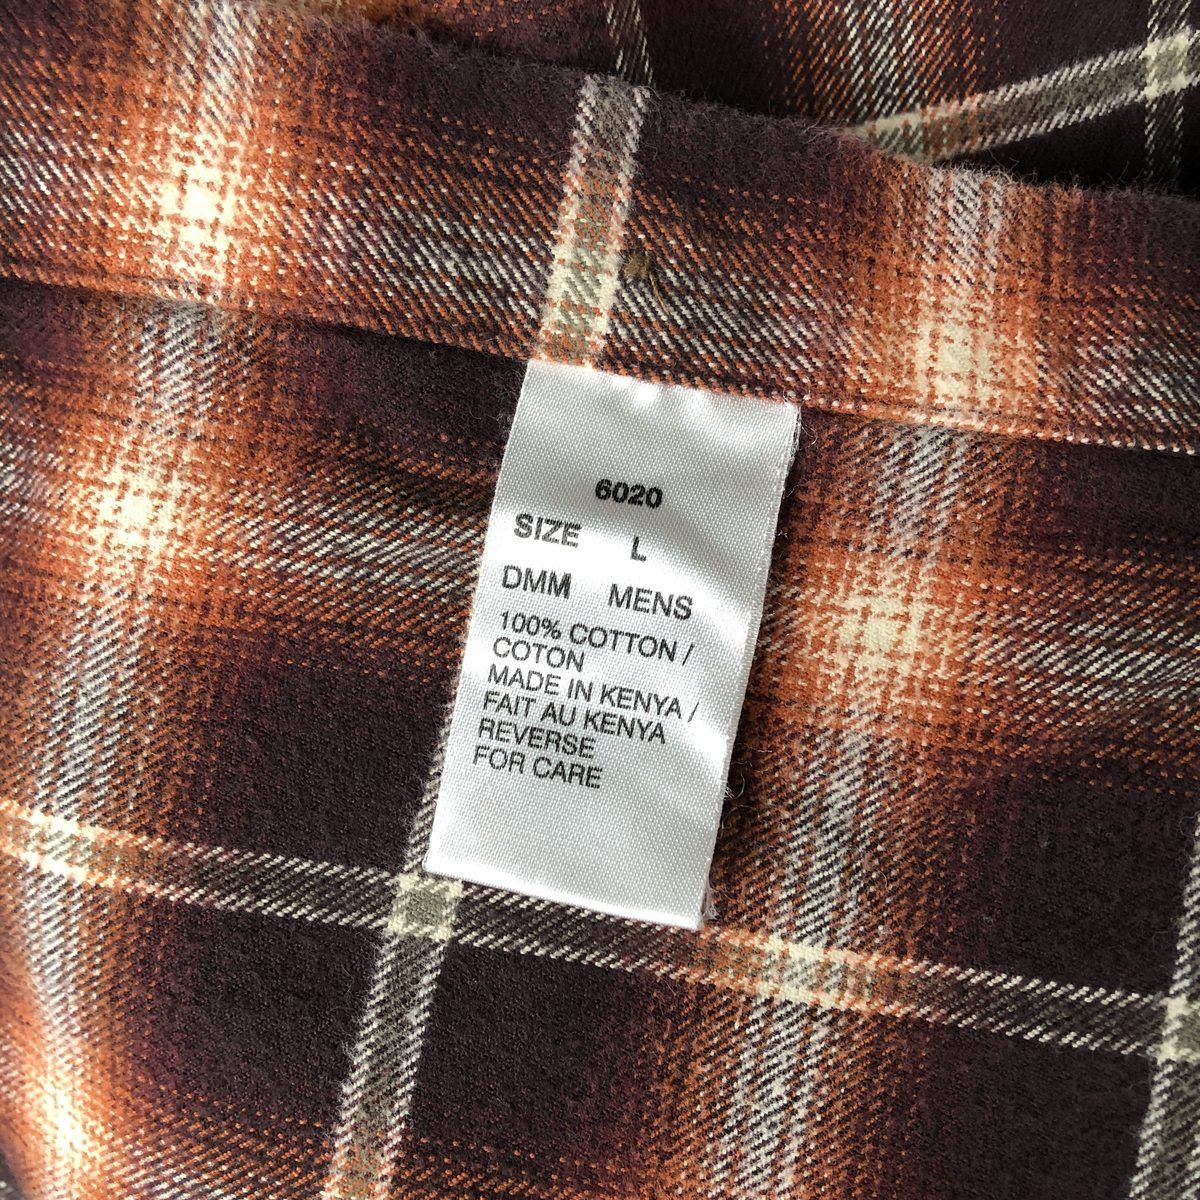 6020
SIZE L
DMM MENS
100% COTTON /
COTON
MADE IN KENYA /
FAIT AU KENYA
REVERSE
FOR CARE